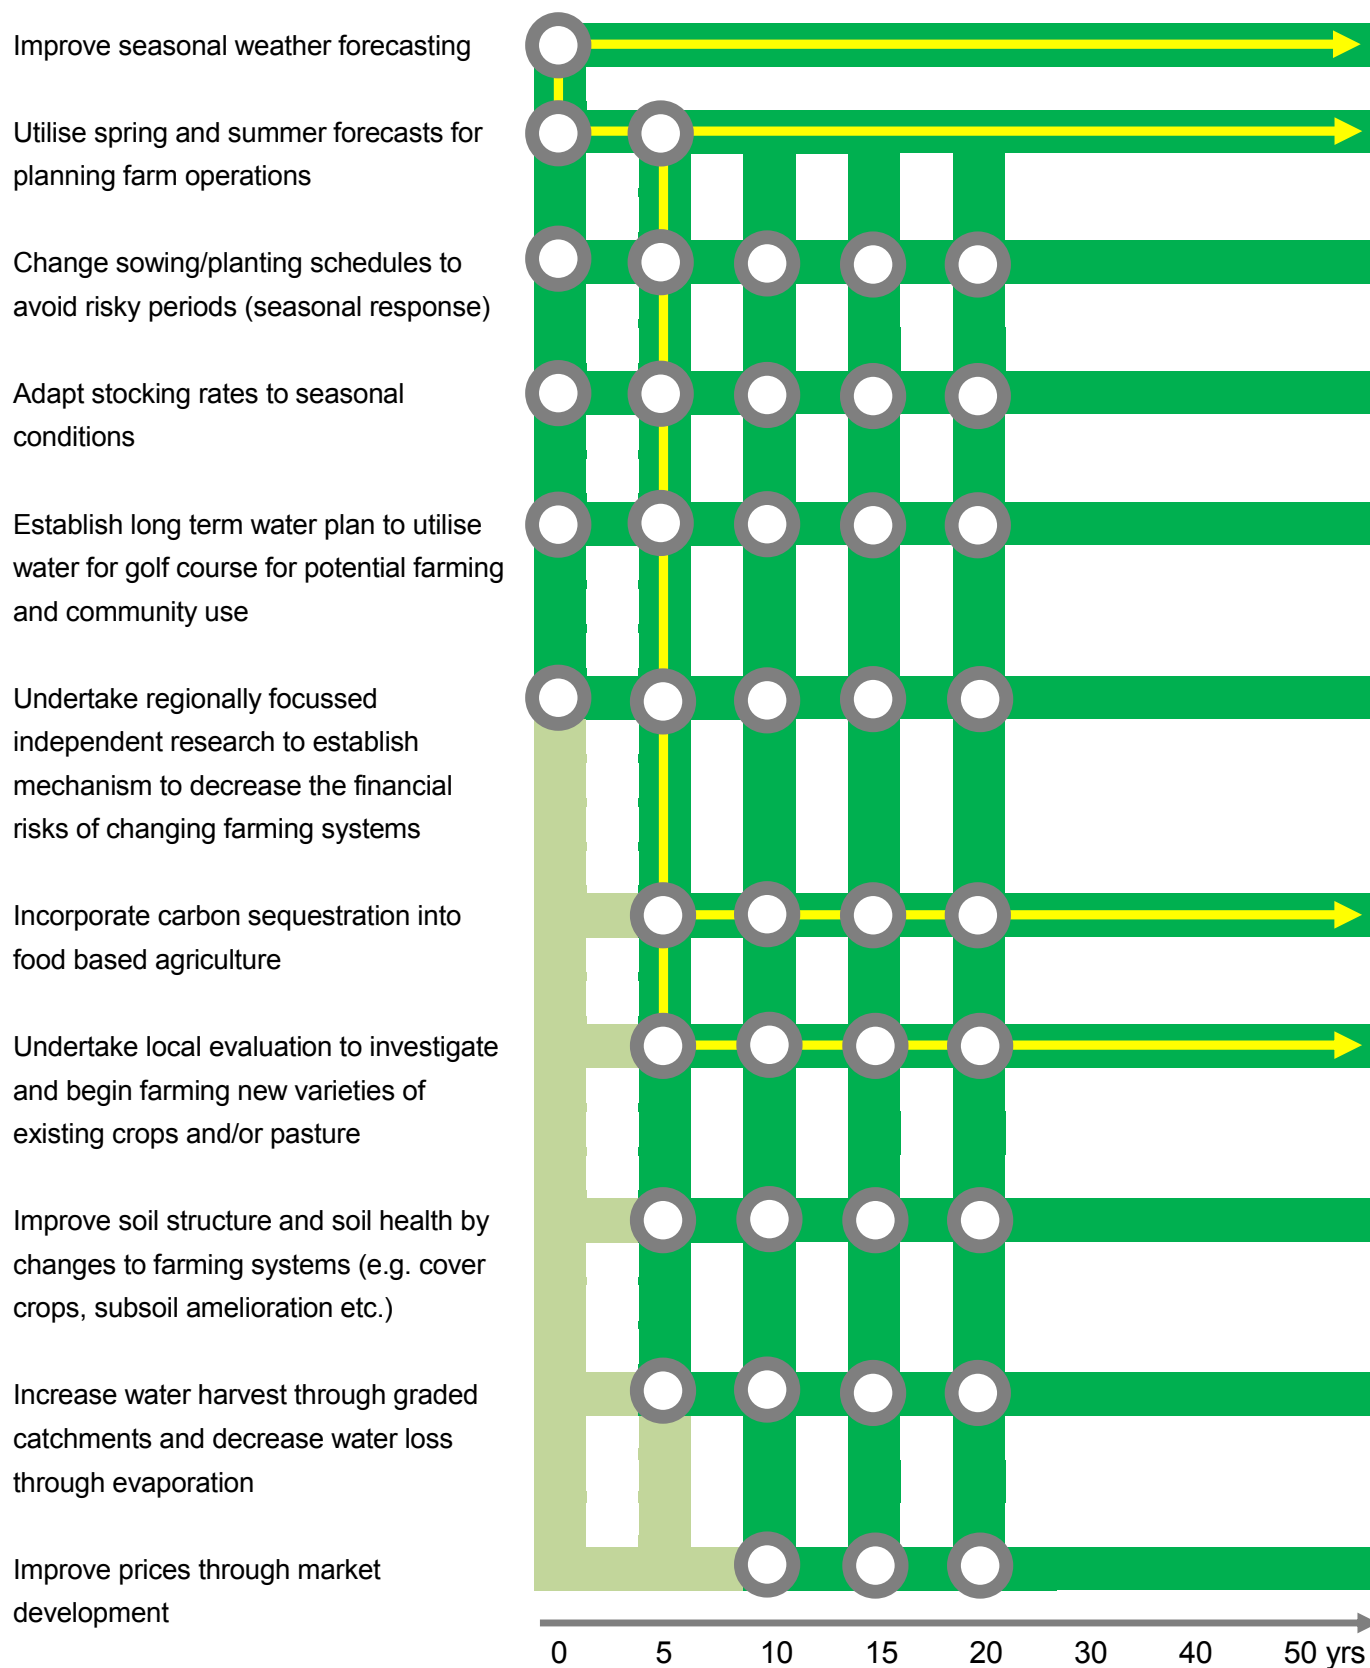 Improve seasonal weather forecasting
Utilise spring and summer forecasts for
planning farm operations
Change sowing/planting schedules to
avoid risky periods (seasonal response)
Adapt stocking rates to seasonal
conditions
Establish long term water plan to utilise
water for golf course for potential farming
and community use
Undertake regionally focussed
independent research to establish
mechanism to decrease the financial
risks of changing farming systems
Incorporate carbon sequestration into
food based agriculture
Undertake local evaluation to investigate
and begin farming new varieties of
existing crops and/or pasture
Improve soil structure and soil health by
changes to farming systems (e.g. cover
crops, subsoil amelioration etc.)
Increase water harvest through graded
catchments and decrease water loss
through evaporation
Improve prices through market
development
0 5 10 15 20 30 40 50 yrs